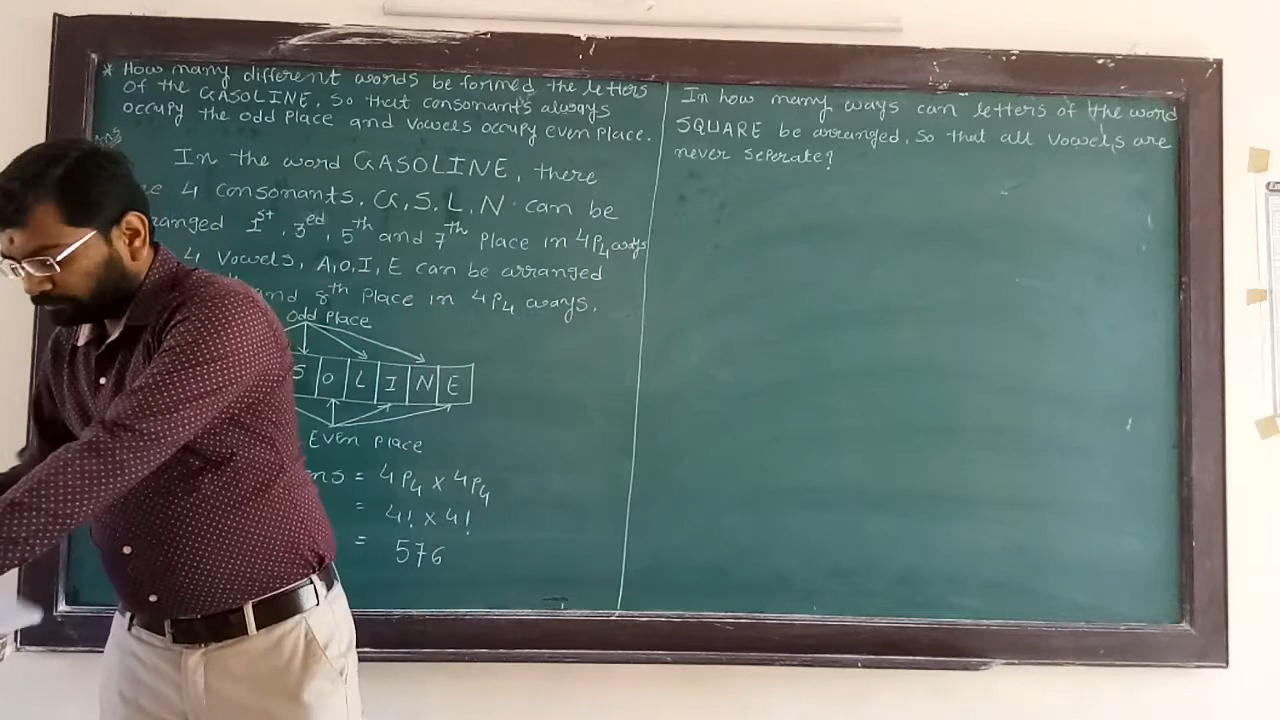 * How many different words be formed the letters
of the GASOLINE, so that consonants always
occupy the odd Place and Vowels occupy even Place.
Ans
In the word GASOLINE, there
4 consonants, G, S, L, N can be
1st, 3ed, 5th and 7th Place in 4P4 ways
4 Vowels, A, O, I, E can be arranged
and 8th Place in 4P4 ways.
Odd Place
S O L I N E
Even Place
= 4P4 x 4P4
= 4! x 4!
= 576
In how many ways can letters of the word
SQUARE be arranged, so that all vowels are
never seperate?